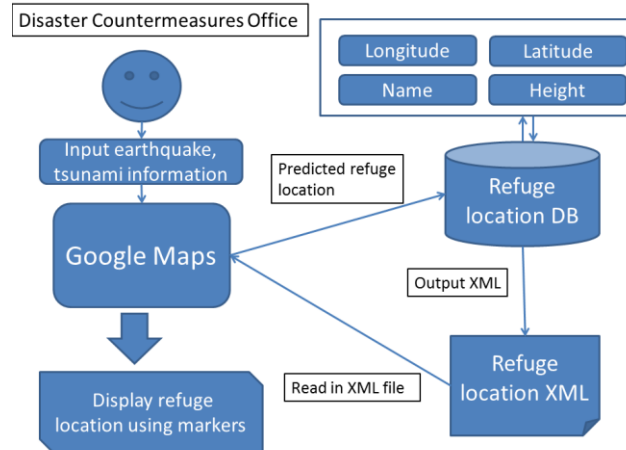 Disaster Countermeasures Office
Longitude
Latitude
Name
Height
Input earthquake,
tsunami information
Predicted refuge
location
Refuge
location DB
Google Maps
Output XML
Read in XML file
Refuge
location XML
Display refuge
location using markers